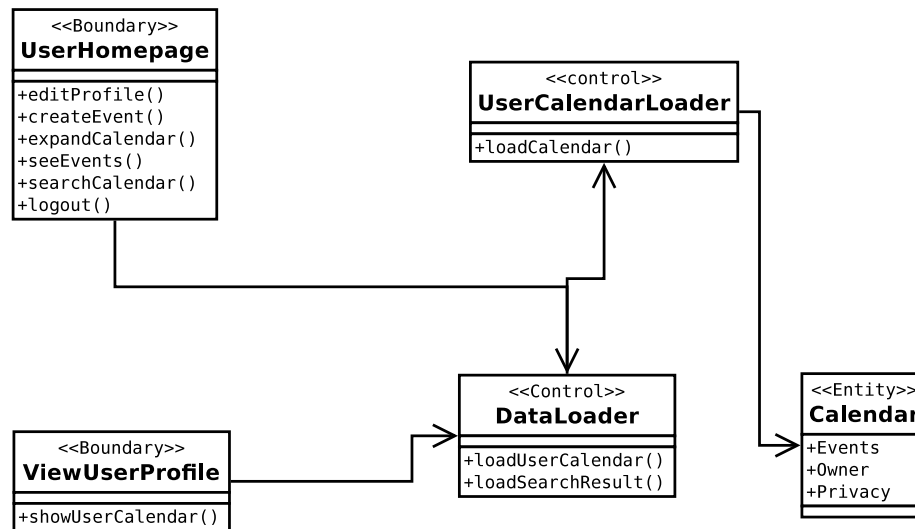 <<Boundary>>
UserHomepage
+editProfile()
+createEvent()
+expandCalendar()
+seeEvents()
+searchCalendar()
+logout()
<<control>>
UserCalendarLoader
+loadCalendar()
<<Control>>
DataLoader
+loadUserCalendar()
+loadSearchResult()
<<Entity>>
Calendar
+Events
+Owner
+Privacy
<<Boundary>>
ViewUserProfile
+showUserCalendar()